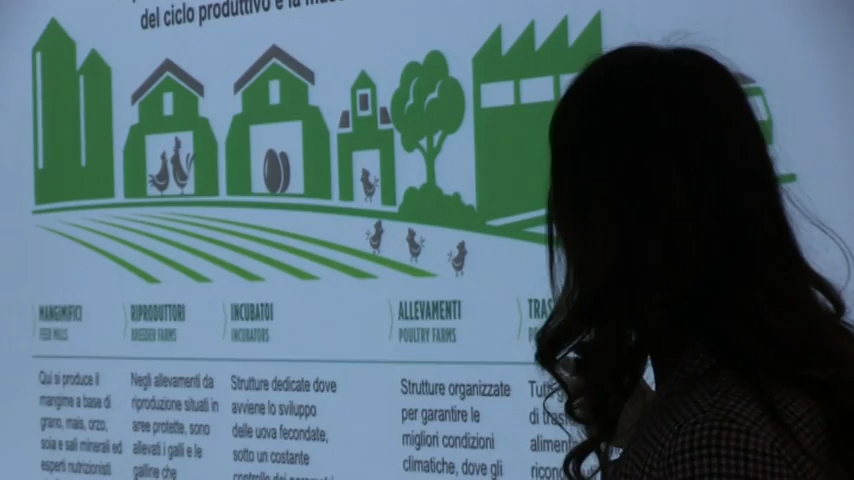 del ciclo produttivo e la
MANGIMIFICI
FEED MILLS
Qui si produce il
mangime a base di
grano, mais, orzo,
soia e sali minerali ed
esperti nutrizionisti
RIPRODUTTORI
BREEDER FARMS
Negli allevamenti da
riproduzione situati in
aree protette, sono
allevati i galli e le
galline che
INCUBATOI
INCUBATORS
Strutture dedicate dove
avviene lo sviluppo
delle uova fecondate,
sotto un costante
ALLEVAMENTI
POULTRY FARMS
Strutture organizzate
per garantire le
migliori condizioni
climatiche, dove gli
TRAS
di